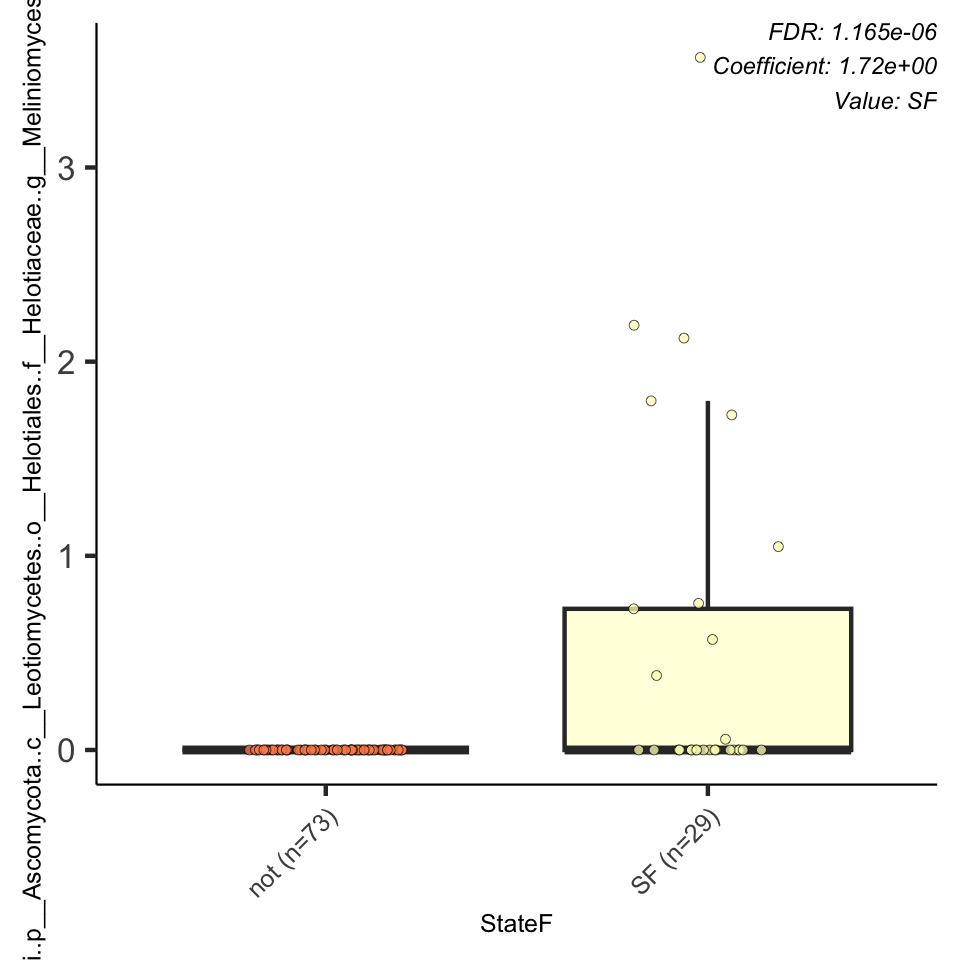 FDR: 1.165e-06
Coefficient: 1.72e+00
Value: SF
i..p__Ascomycota.c__Leotiomycetes..o__Helotiales..f__Helotiaceae..g__Meliniomyces
3
2
1
0
not (n=73)
SF (n=29)
StateF